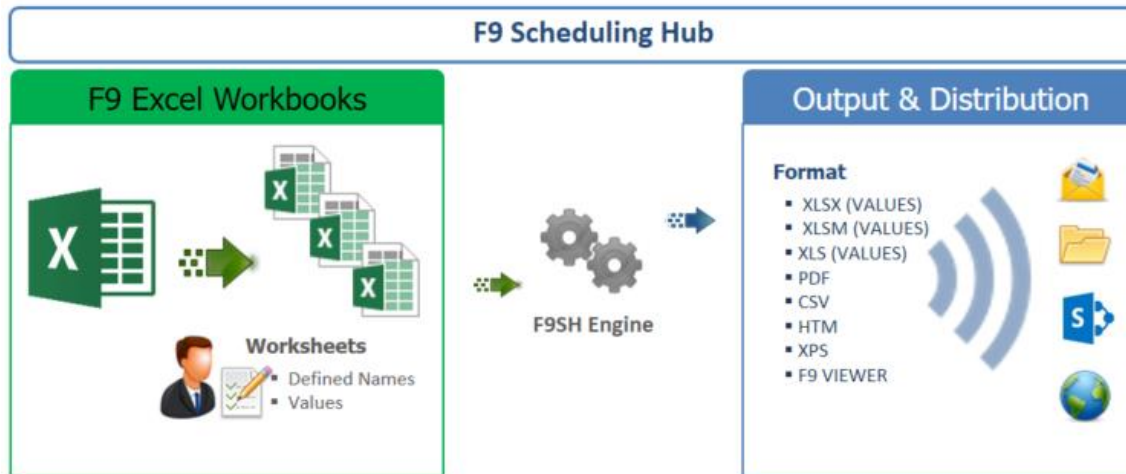 F9 Scheduling Hub
F9 Excel Workbooks
X
X
X
X
Worksheets
▪ Defined Names
▪ Values
F9SH Engine
Output & Distribution
Format
▪ XLSX (VALUES)
▪ XLSM (VALUES)
▪ XLS (VALUES)
▪ PDF
▪ CSV
▪ HTM
▪ XPS
▪ F9 VIEWER
S